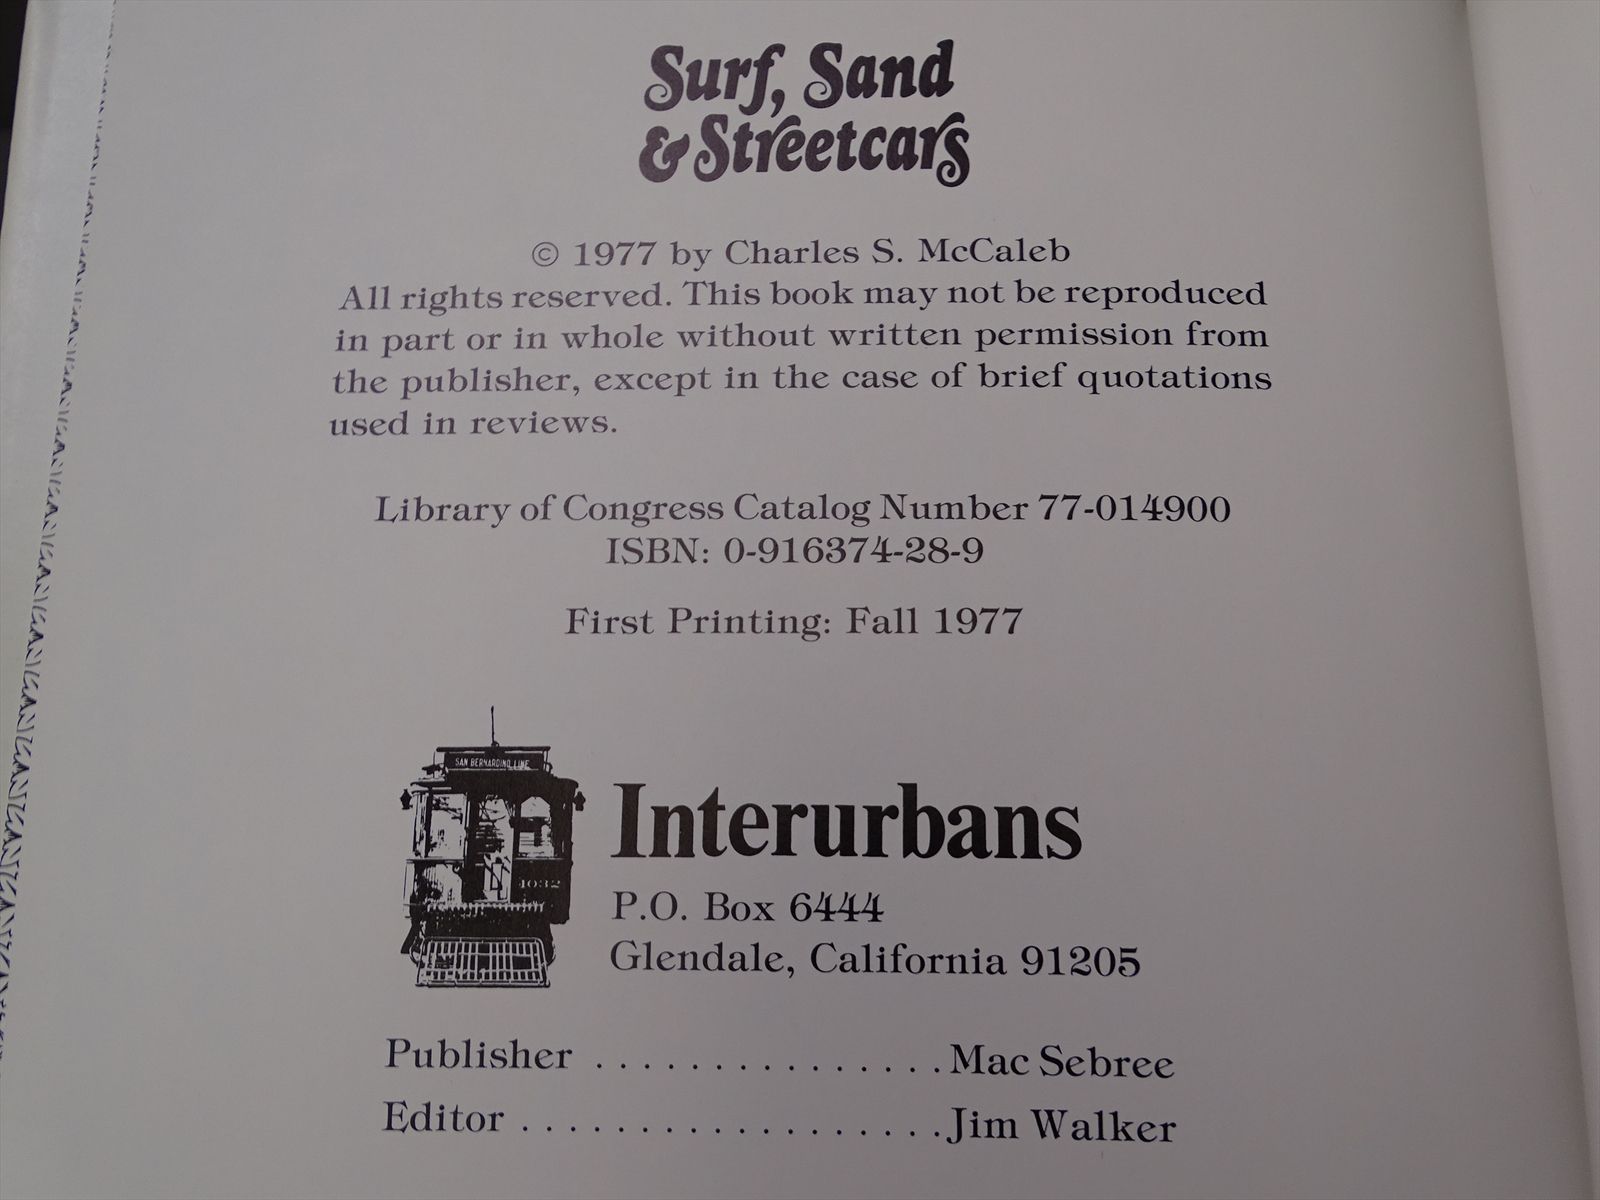 Surf, Sand
& Streetcars
© 1977 by Charles S. McCaleb
All rights reserved. This book may not be reproduced
in part or in whole without written permission from
the publisher, except in the case of brief quotations
used in reviews.
Library of Congress Catalog Number 77-014900
ISBN: 0-916374-28-9
First Printing: Fall 1977
SAN BERNARDINO LINE
4032
Interurbans
P.O. Box 6444
Glendale, California 91205
Publisher . . . . . . . . . . . . . . . Mac Sebree
Editor . . . . . . . . . . . . . . . . . . Jim Walker